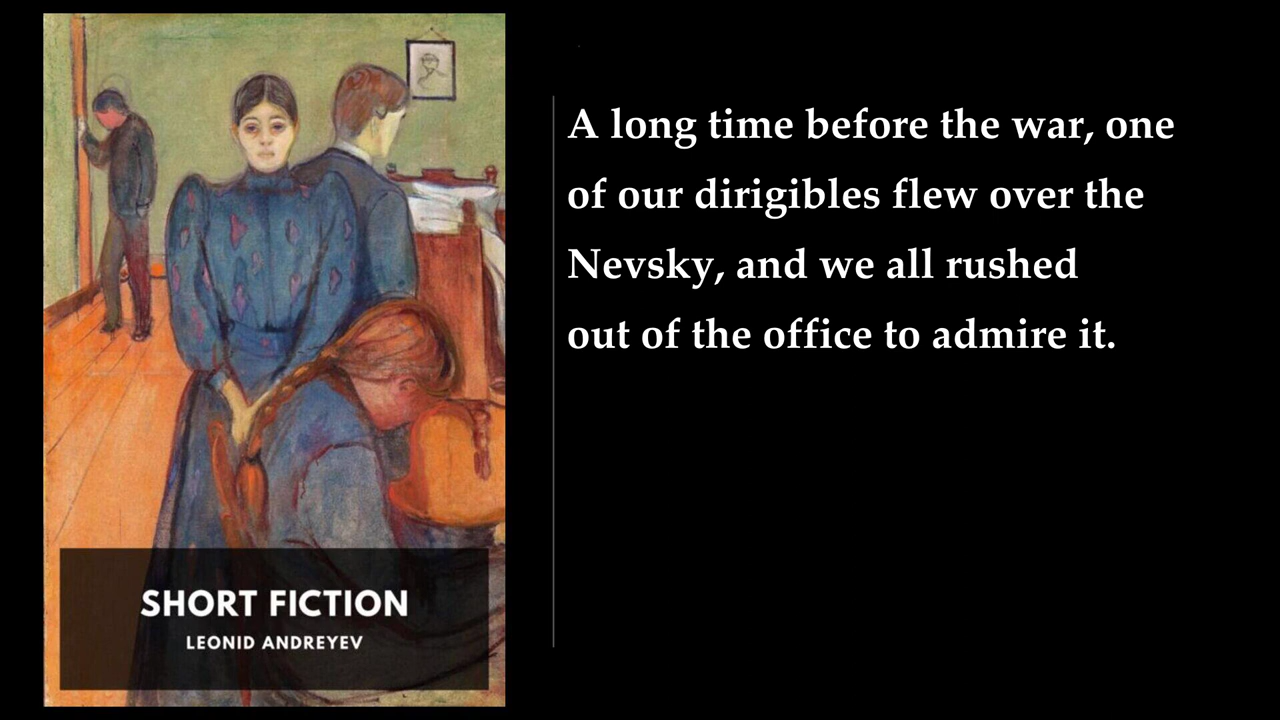 SHORT FICTION
LEONID ANDREYEV
A long time before the war, one
of our dirigibles flew over the
Nevsky, and we all rushed
out of the office to admire it.